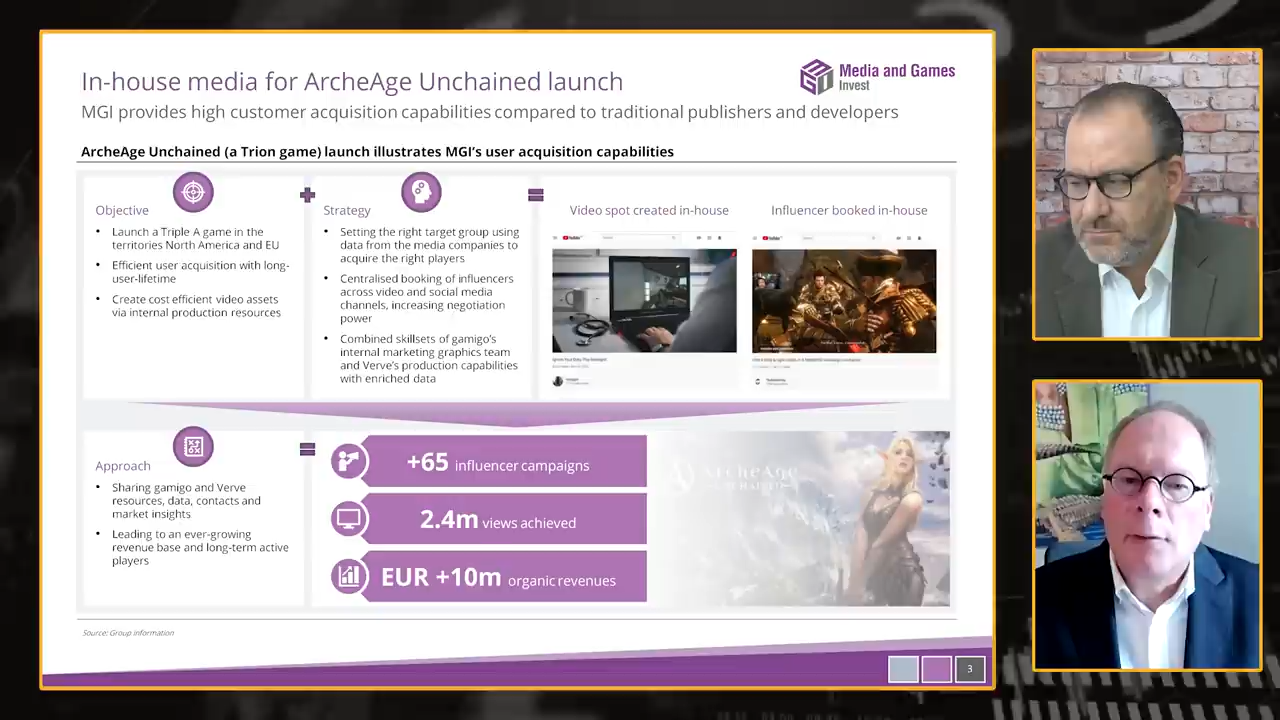 In-house media for ArcheAge Unchained launch
Media and Games
Invest
MGI provides high customer acquisition capabilities compared to traditional publishers and developers
ArcheAge Unchained (a Trion game) launch illustrates MGI's user acquisition capabilities
Objective
• Launch a Triple A game in the
territories North America and EU
• Efficient user acquisition with long-
user-lifetime
• Create cost efficient video assets
via internal production resources
Strategy
• Setting the right target group using
data from the media companies to
acquire the right players
• Centralised booking of influencers
across video and social media
channels, increasing negotiation
power
• Combined skillsets of gamigo's
internal marketing graphics team
and Verve's production capabilities
with enriched data
Video spot created in-house
Influencer booked in-house
YouTube
YouTube
Approach
• Sharing gamigo and Verve
resources, data, contacts and
market insights
• Leading to an ever-growing
revenue base and long-term active
players
+65 influencer campaigns
2.4m views achieved
EUR +10m organic revenues
ArcheAge
UNCHAINED
Source: Group information
3